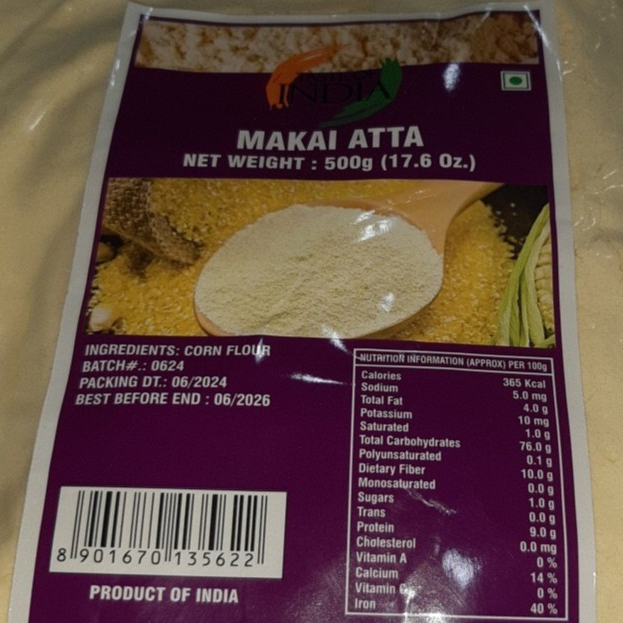 INDIA
MAKAI ATTA
NET WEIGHT : 500g (17.6 Oz.)
INGREDIENTS: CORN FLOUR
BATCH#.: 0624
PACKING DT.: 06/2024
BEST BEFORE END : 06/2026
NUTRITION INFORMATION (APPROX) PER 100g
Calories 365 Kcal
Sodium 5.0 mg
Total Fat 4.0 g
Potassium 10 mg
Saturated 1.0 g
Total Carbohydrates 76.0 g
Polyunsaturated 0.1 g
Dietary Fiber 10.0 g
Monosaturated 0.0 g
Sugars 1.0 g
Trans 0.0 g
Protein 9.0 g
Cholesterol 0.0 mg
Vitamin A 0 %
Calcium 14 %
Vitamin C 0 %
Iron 40 %
8 901670 135622
PRODUCT OF INDIA